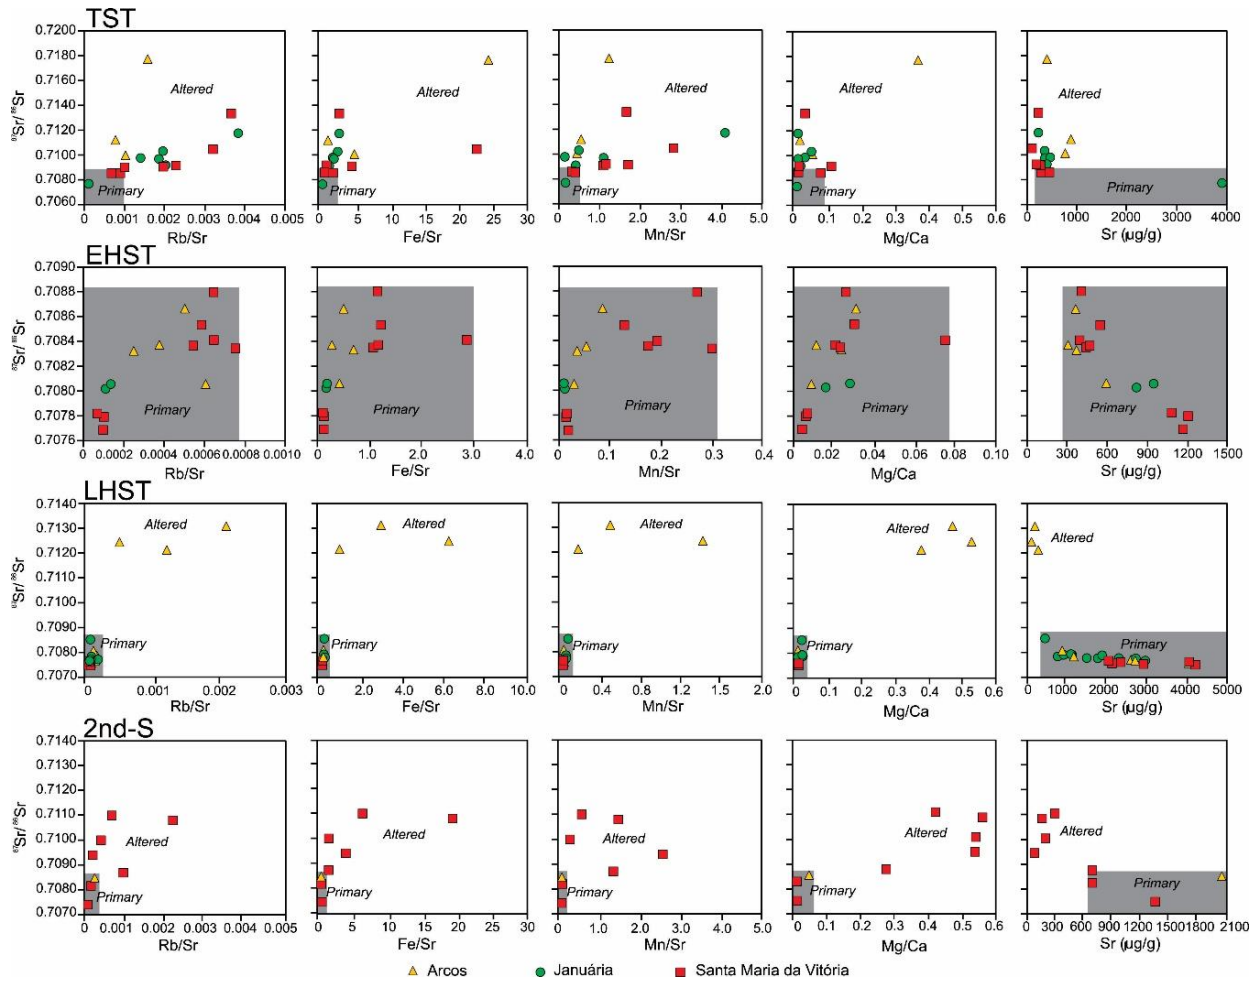 TST
⁸⁷Sr/⁸⁶Sr
0.7200
0.7180
0.7160
0.7140
0.7120
0.7100
0.7080
0.7060
Altered
Primary
0 0.001 0.002 0.003 0.004 0.005
Rb/Sr
Altered
Primary
0 5 10 15 20 25 30
Fe/Sr
Altered
Primary
0 1.0 2.0 3.0 4.0 5.0
Mn/Sr
Altered
Primary
0 0.1 0.2 0.3 0.4 0.5 0.6
Mg/Ca
Altered
Primary
0 1000 2000 3000 4000
Sr (µg/g)
EHST
⁸⁷Sr/⁸⁶Sr
0.7090
0.7088
0.7086
0.7084
0.7082
0.7080
0.7078
0.7076
Primary
0 0.0002 0.0004 0.0006 0.0008 0.0010
Rb/Sr
Primary
0 1.0 2.0 3.0 4.0
Fe/Sr
Primary
0 0.1 0.2 0.3 0.4
Mn/Sr
Primary
0 0.02 0.04 0.06 0.08 0.10
Mg/Ca
Primary
0 300 600 900 1200 1500
Sr (µg/g)
LHST
⁸⁷Sr/⁸⁶Sr
0.7140
0.7130
0.7120
0.7110
0.7100
0.7090
0.7080
0.7070
Altered
Primary
0 0.001 0.002 0.003
Rb/Sr
Altered
Primary
0 2.0 4.0 6.0 8.0 10.0
Fe/Sr
Altered
Primary
0 0.4 0.8 1.2 1.6 2.0
Mn/Sr
Altered
Primary
0 0.1 0.2 0.3 0.4 0.5 0.6
Mg/Ca
Altered
Primary
0 1000 2000 3000 4000 5000
Sr (µg/g)
2nd-S
⁸⁷Sr/⁸⁶Sr
0.7140
0.7130
0.7120
0.7110
0.7100
0.7090
0.7080
0.7070
Altered
Primary
0 0.001 0.002 0.003 0.004 0.005
Rb/Sr
Altered
Primary
0 5 10 15 20 25 30
Fe/Sr
Altered
Primary
0 1.0 2.0 3.0 4.0 5.0
Mn/Sr
Altered
Primary
0 0.1 0.2 0.3 0.4 0.5 0.6
Mg/Ca
Altered
Primary
0 300 600 900 1200 1500 1800 2100
Sr (µg/g)
Arcos Januária Santa Maria da Vitória